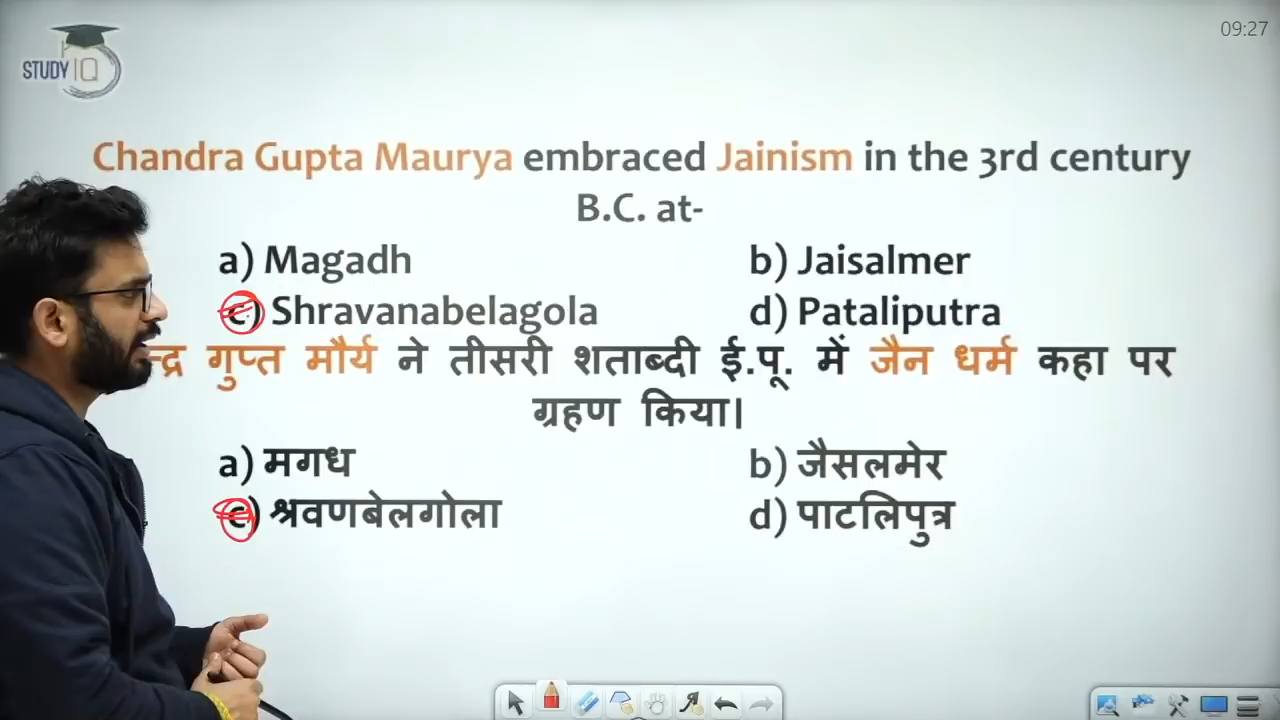 09:27
STUDY IQ
Chandra Gupta Maurya embraced Jainism in the 3rd century
B.C. at-
a) Magadh b) Jaisalmer
c) Shravanabelagola d) Pataliputra
गुप्त मौर्य ने तीसरी शताब्दी ई.पू. में जैन धर्म कहा पर
ग्रहण किया।
a) मगध b) जैसलमेर
c) श्रवणबेलगोला d) पाटलिपुत्र